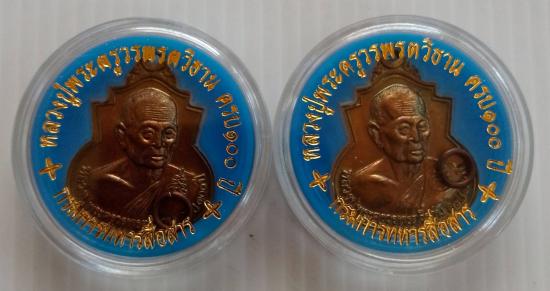 หลวงปู่พระครูวรพรตวิธาน ครบ๑๐๐ ปี
กรมการทหารสื่อสาร
หลวงปู่พระครูวรพรตวิธาน ครบ๑๐๐ ปี
กรมการทหารสื่อสาร